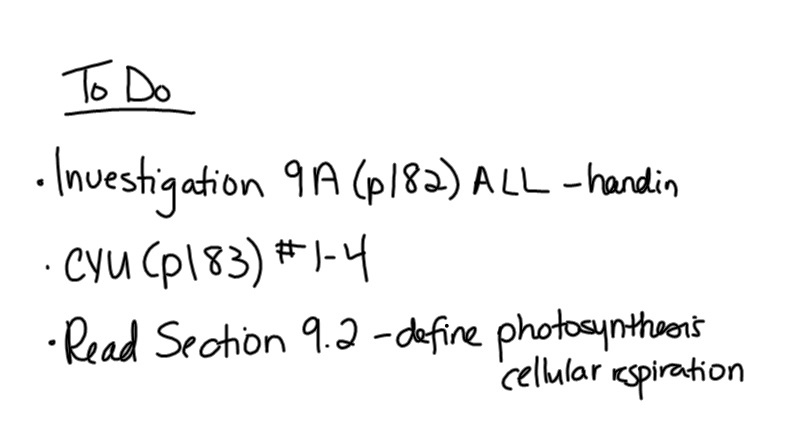 To Do
· Investigation 9A (p182) ALL - handin
· CYU (p183) #1-4
· Read Section 9.2 - define photosynthesis
cellular respiration